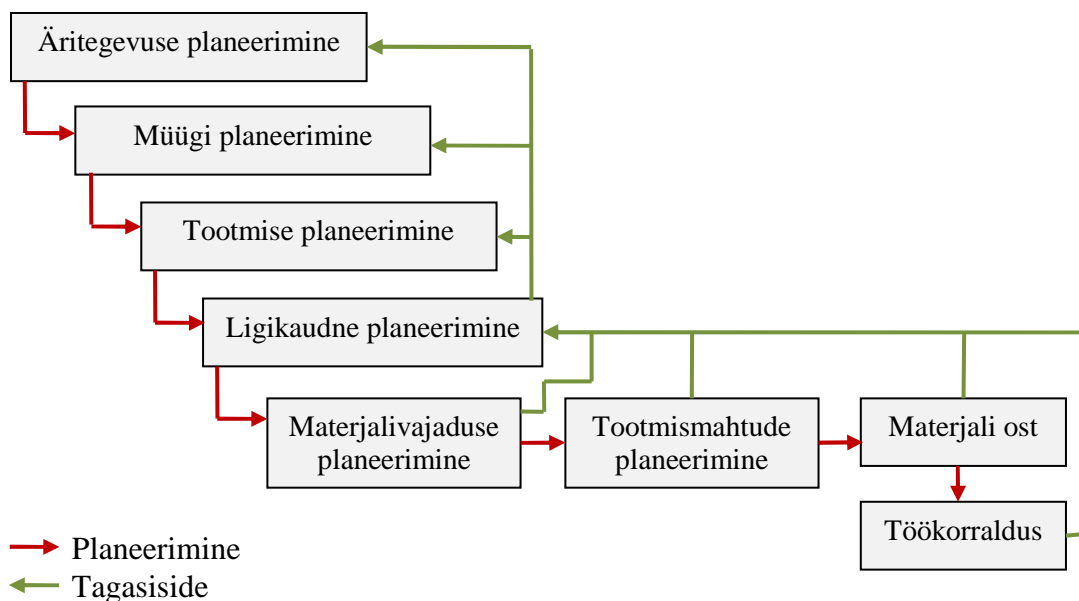 Äritegevuse planeerimine
Müügi planeerimine
Tootmise planeerimine
Ligikaudne planeerimine
Materjalivajaduse
planeerimine
Tootmismahtude
planeerimine
Materjali ost
Töökorraldus
Planeerimine
Tagasiside